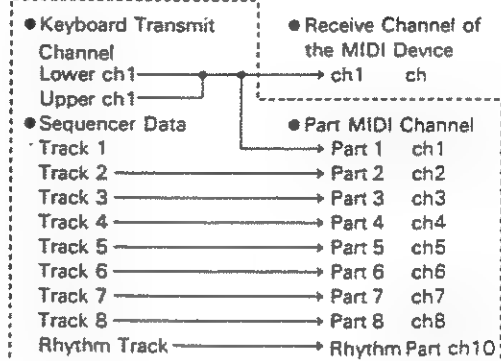 ● Keyboard Transmit
Channel
Lower ch1
Upper ch1
● Receive Channel of
the MIDI Device
ch1 ch
● Sequencer Data
Track 1
Track 2
Track 3
Track 4
Track 5
Track 6
Track 7
Track 8
Rhythm Track
● Part MIDI Channel
Part 1 ch1
Part 2 ch2
Part 3 ch3
Part 4 ch4
Part 5 ch5
Part 6 ch6
Part 7 ch7
Part 8 ch8
Rhythm Part ch10